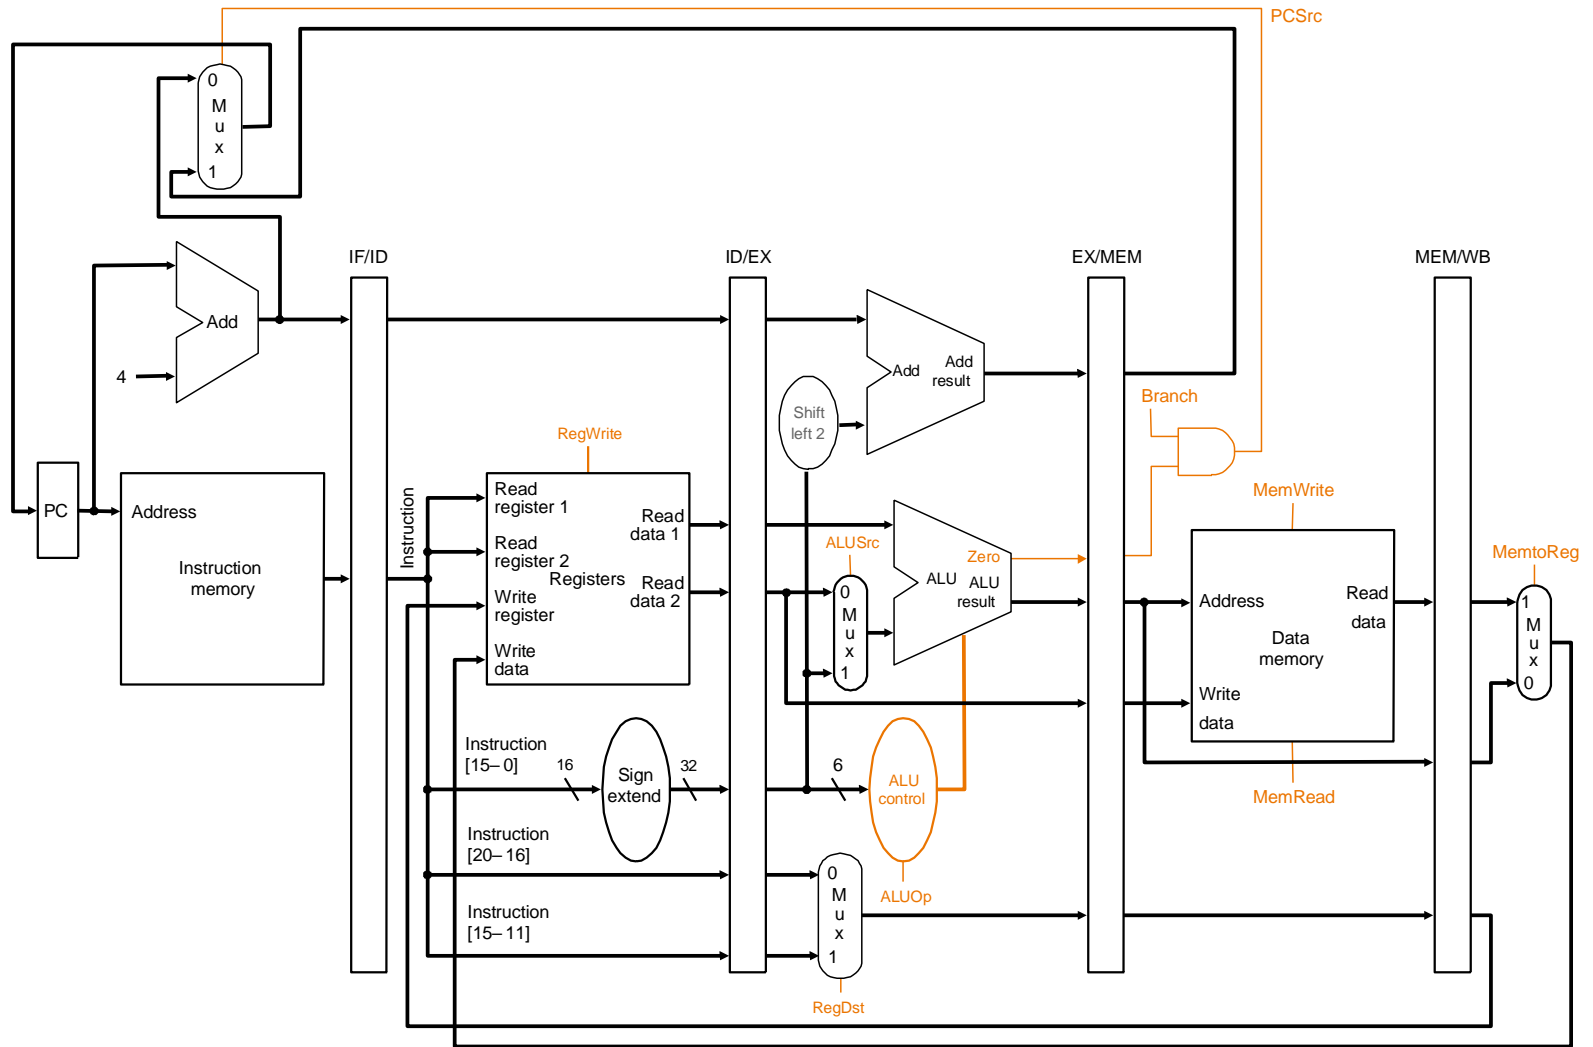 PCSrc
0
M
u
x
1
IF/ID
ID/EX
EX/MEM
MEM/WB
Add
4
Add
Add
result
Shift
left 2
Branch
RegWrite
PC
Address
Instruction
memory
Instruction
Read
register 1
Read
register 2
Write
register
Write
data
Registers
Read
data 1
Read
data 2
ALUSrc
0
M
u
x
1
Zero
ALU
ALU
result
MemWrite
Address
Read
data
Data
memory
Write
data
MemRead
MemtoReg
1
M
u
x
0
Instruction
[15– 0]
16
Sign
extend
32
6
ALU
control
ALUOp
Instruction
[20– 16]
Instruction
[15– 11]
0
M
u
x
1
RegDst